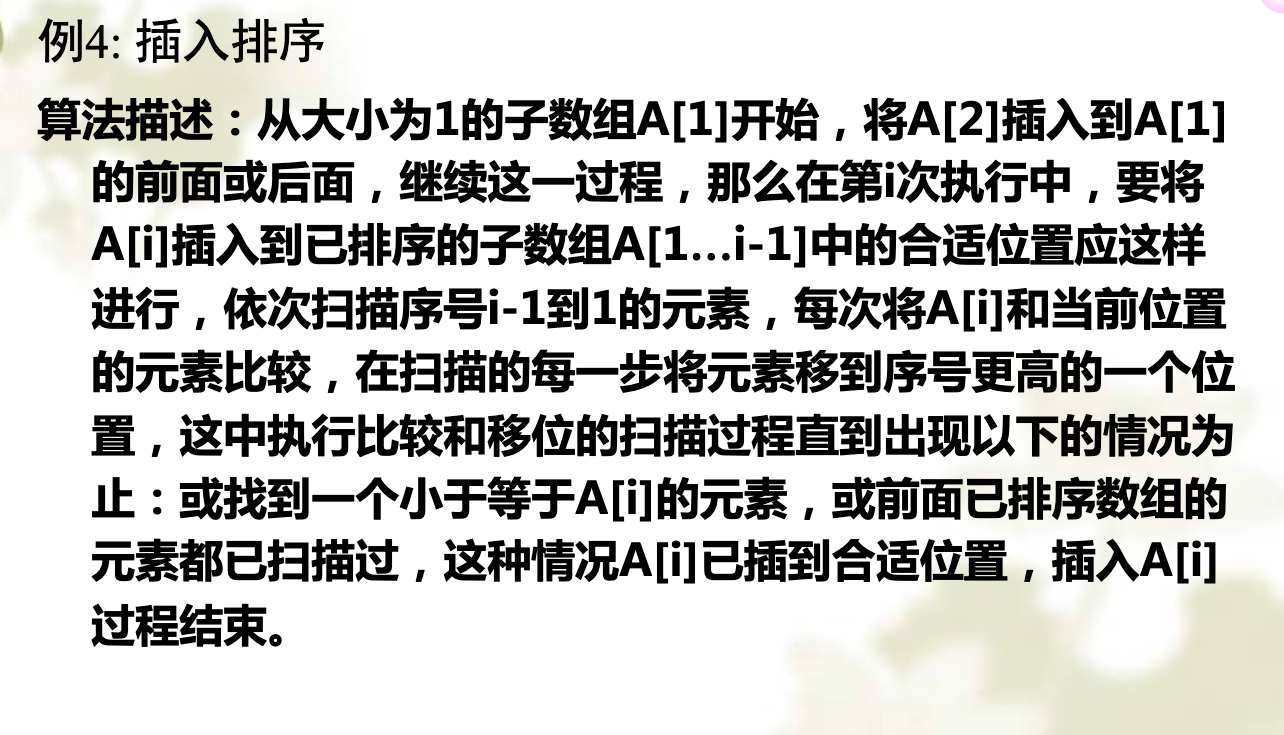 例4: 插入排序
算法描述：从大小为1的子数组A[1]开始，将A[2]插入到A[1]
的前面或后面，继续这一过程，那么在第i次执行中，要将
A[i]插入到已排序的子数组A[1…i-1]中的合适位置应这样
进行，依次扫描序号i-1到1的元素，每次将A[i]和当前位置
的元素比较，在扫描的每一步将元素移到序号更高的一个位
置，这中执行比较和移位的扫描过程直到出现以下的情况为
止：或找到一个小于等于A[i]的元素，或前面已排序数组的
元素都已扫描过，这种情况A[i]已插到合适位置，插入A[i]
过程结束。